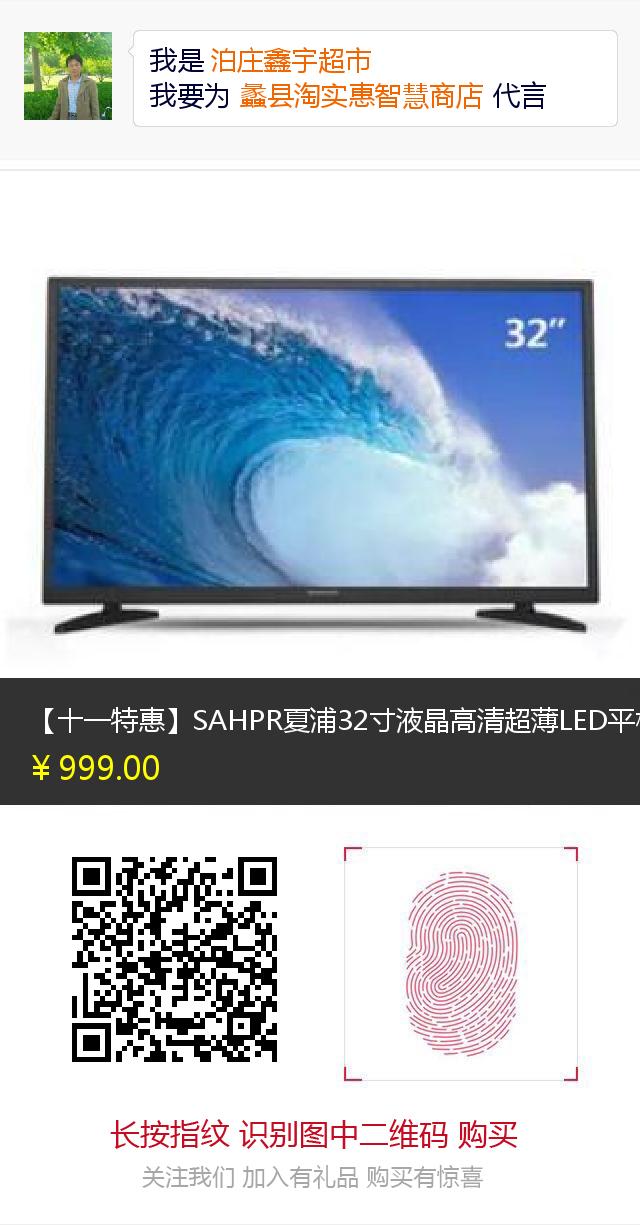 我是 泊庄鑫宇超市
我要为 蠡县淘实惠智慧商店 代言
32”
【十一特惠】SAHPR夏浦32寸液晶高清超薄LED平
¥ 999.00
长按指纹 识别图中二维码 购买
关注我们 加入有礼品 购买有惊喜